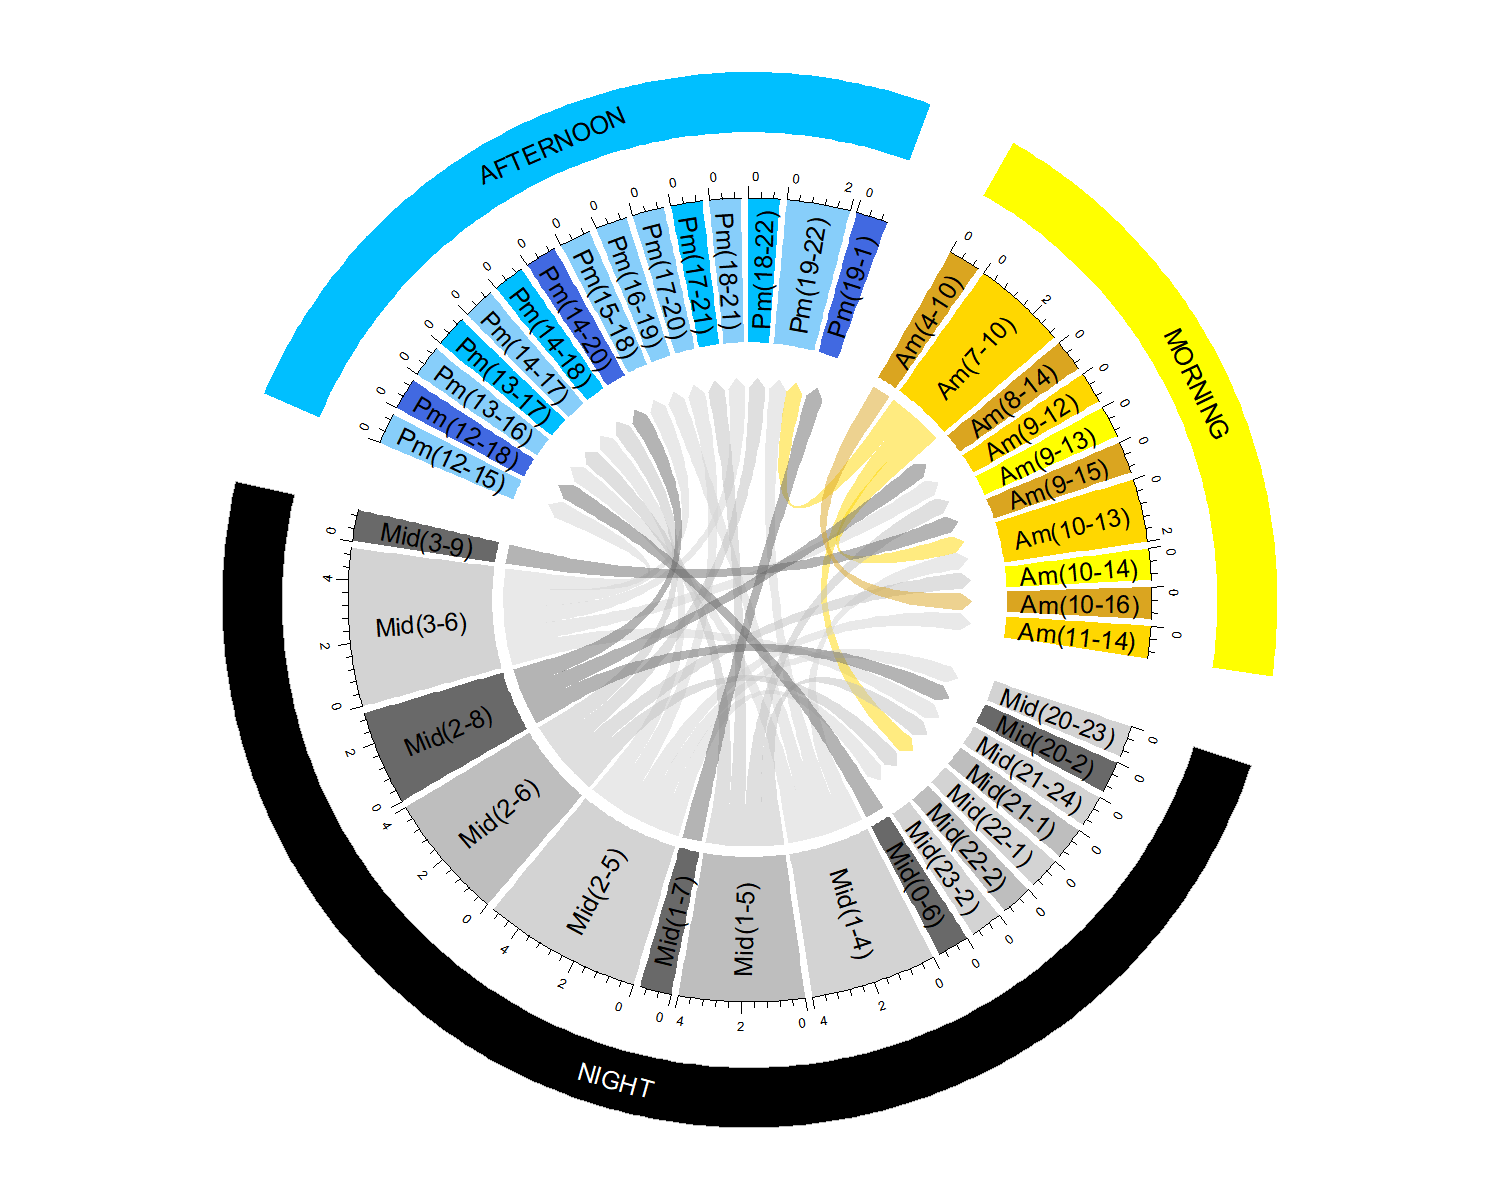 AFTERNOON
MORNING
NIGHT
Pm(12-15)
Pm(12-18)
Pm(13-16)
Pm(13-17)
Pm(14-17)
Pm(14-18)
Pm(14-20)
Pm(15-18)
Pm(16-19)
Pm(17-20)
Pm(17-21)
Pm(18-21)
Pm(18-22)
Pm(19-22)
Pm(19-1)
Am(4-10)
Am(7-10)
Am(8-14)
Am(9-12)
Am(9-13)
Am(9-15)
Am(10-13)
Am(10-14)
Am(10-16)
Am(11-14)
Mid(20-23)
Mid(20-2)
Mid(21-24)
Mid(21-1)
Mid(22-1)
Mid(22-2)
Mid(23-2)
Mid(0-6)
Mid(1-4)
Mid(1-5)
Mid(1-7)
Mid(2-5)
Mid(2-6)
Mid(2-8)
Mid(3-6)
Mid(3-9)
0
0
0
0
0
0
0
0
0
0
0
0
0
0
2
0
0
0
2
0
0
0
0
0
2
0
0
0
0
0
0
0
0
0
0
0
0
2
4
0
2
4
0
0
2
4
0
2
4
0
2
0
2
4
0